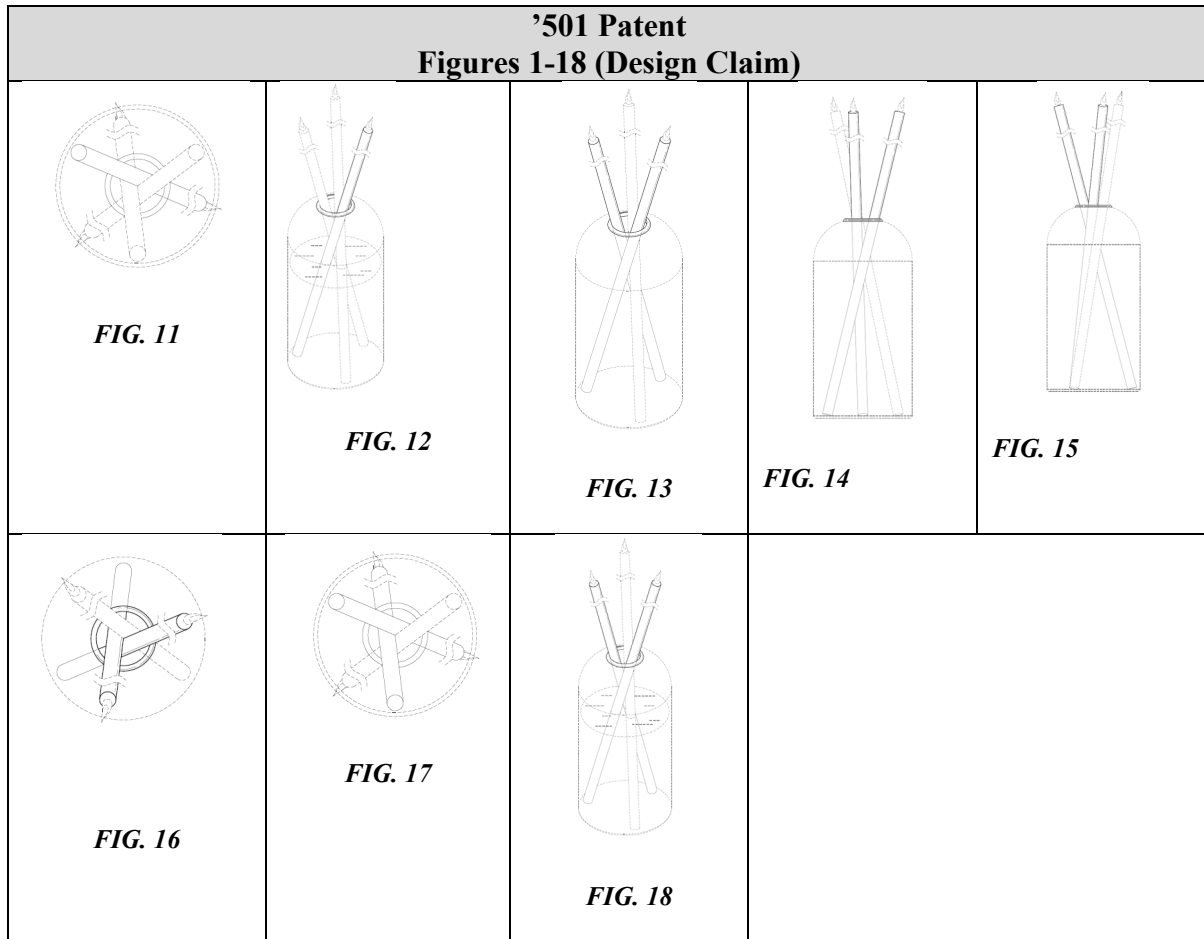 ’501 Patent
Figures 1-18 (Design Claim)
FIG. 11
FIG. 12
FIG. 13
FIG. 14
FIG. 15
FIG. 16
FIG. 17
FIG. 18